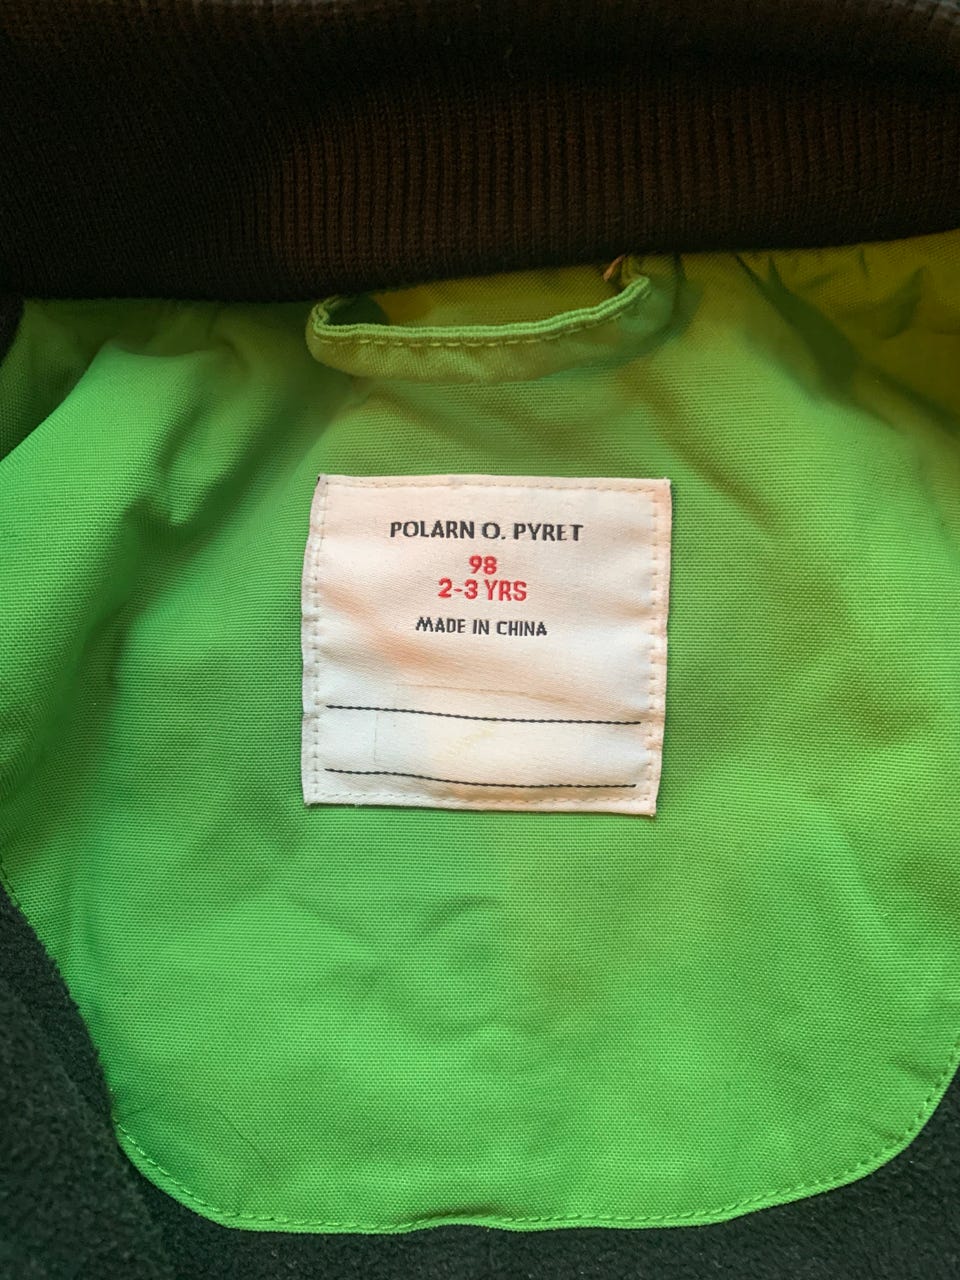 POLARN O. PYRET
98
2-3 YRS
MADE IN CHINA